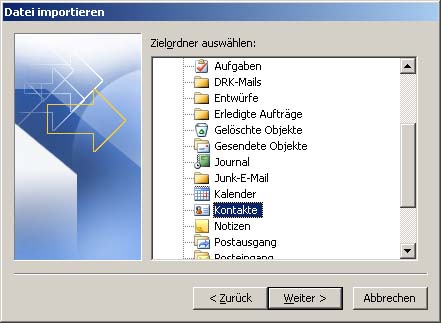 Datei importieren
Zielordner auswählen:
Aufgaben
DRK-Mails
Entwürfe
Erledigte Aufträge
Gelöschte Objekte
Gesendete Objekte
Journal
Junk-E-Mail
Kalender
Kontakte
Notizen
Postausgang
Posteingang
< Zurück
Weiter >
Abbrechen